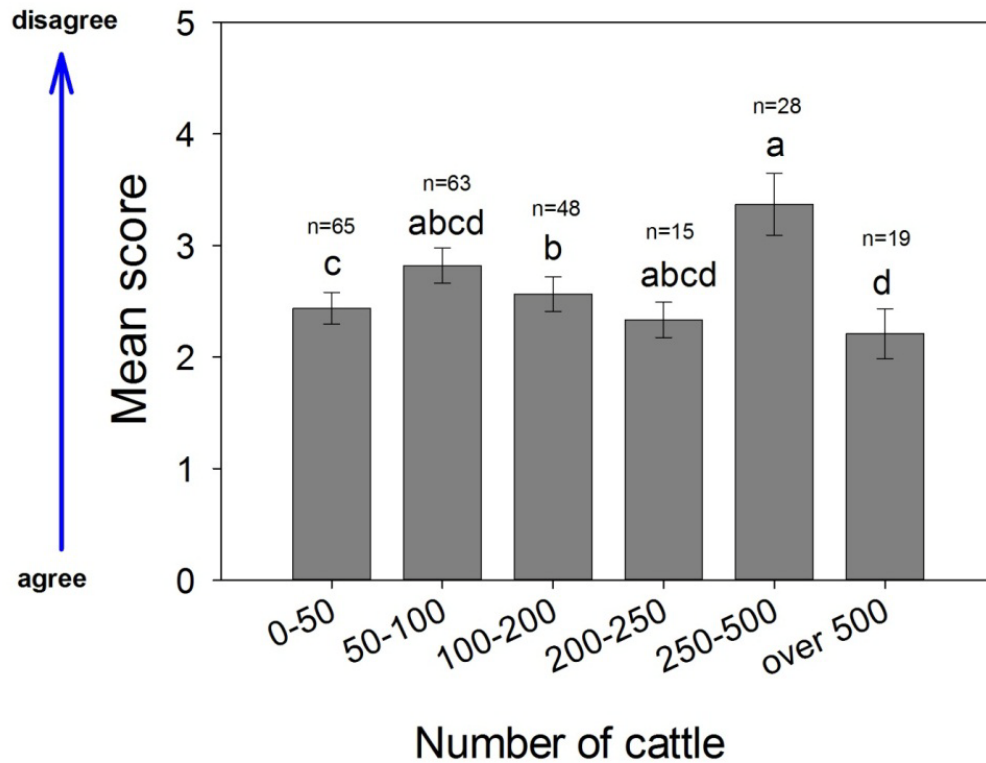 disagree
agree
Mean score
5
4
3
2
1
0
n=65
c
n=63
abcd
n=48
b
n=15
abcd
n=28
a
n=19
d
0-50
50-100
100-200
200-250
250-500
over 500
Number of cattle